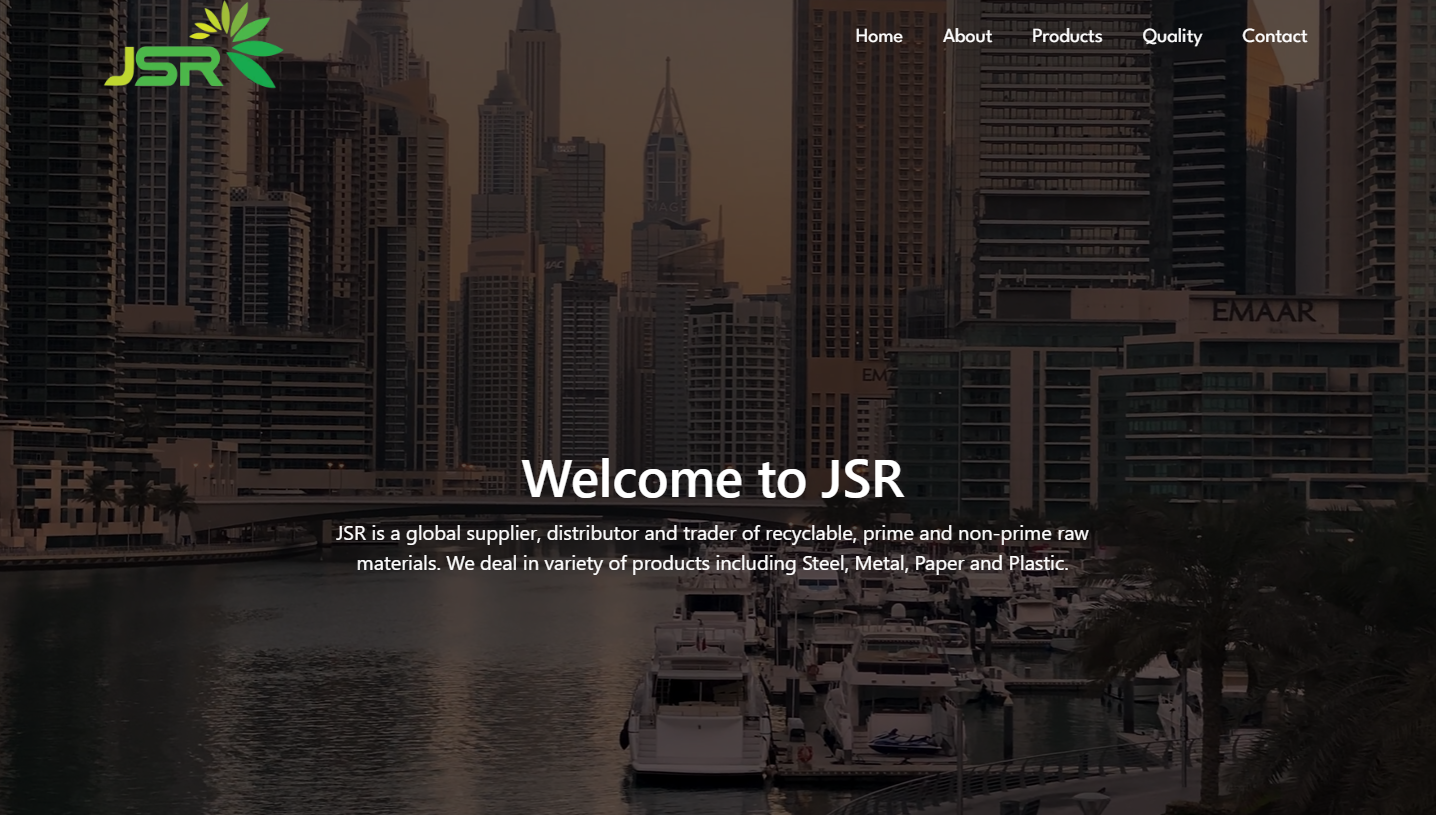 JSR
Home About Products Quality Contact
EMAAR
Welcome to JSR
JSR is a global supplier, distributor and trader of recyclable, prime and non-prime raw
materials. We deal in variety of products including Steel, Metal, Paper and Plastic.